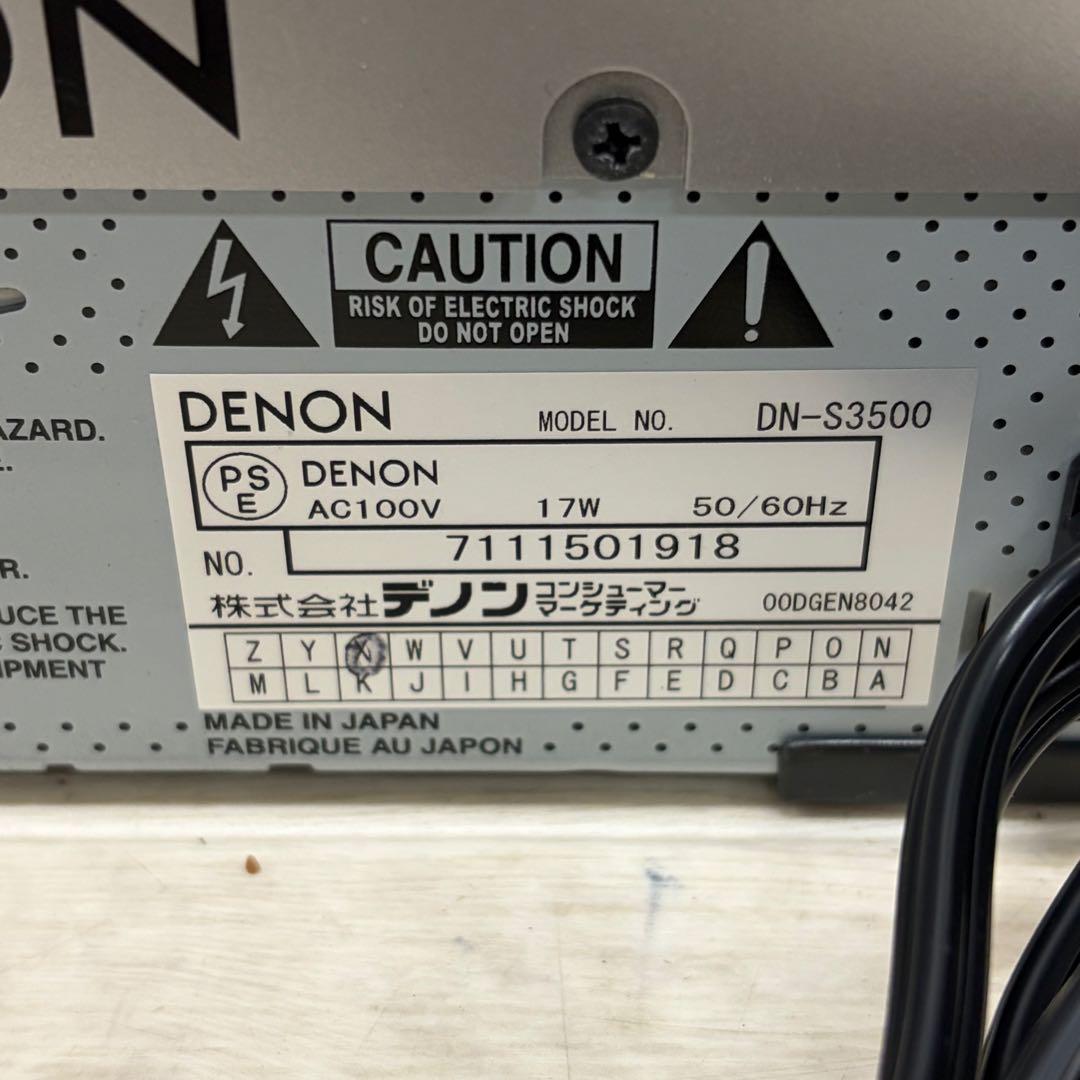 ON
CAUTION
RISK OF ELECTRIC SHOCK
DO NOT OPEN
AZARD.
R.
UCE THE
C SHOCK.
IPMENT
DENON MODEL NO. DN-S3500
PSE DENON
AC100V 17W 50/60Hz
NO. 7111501918
株式会社デノン コンシューマーマーケティング 00DGEN8042
Z Y X W V U T S R Q P O N
M L K J I H G F E D C B A
MADE IN JAPAN
FABRIQUE AU JAPON